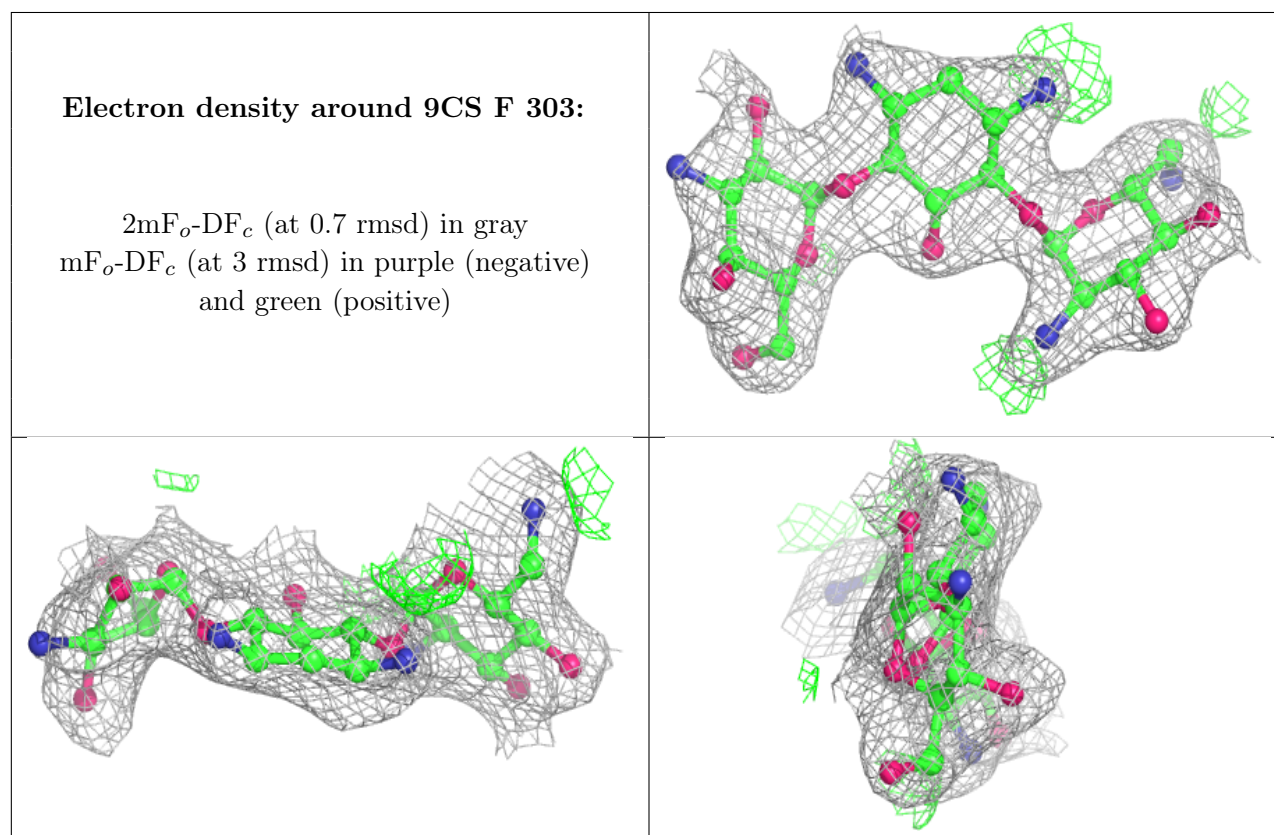 Electron density around 9CS F 303:
2mFo-DFc (at 0.7 rmsd) in gray
mFo-DFc (at 3 rmsd) in purple (negative)
and green (positive)